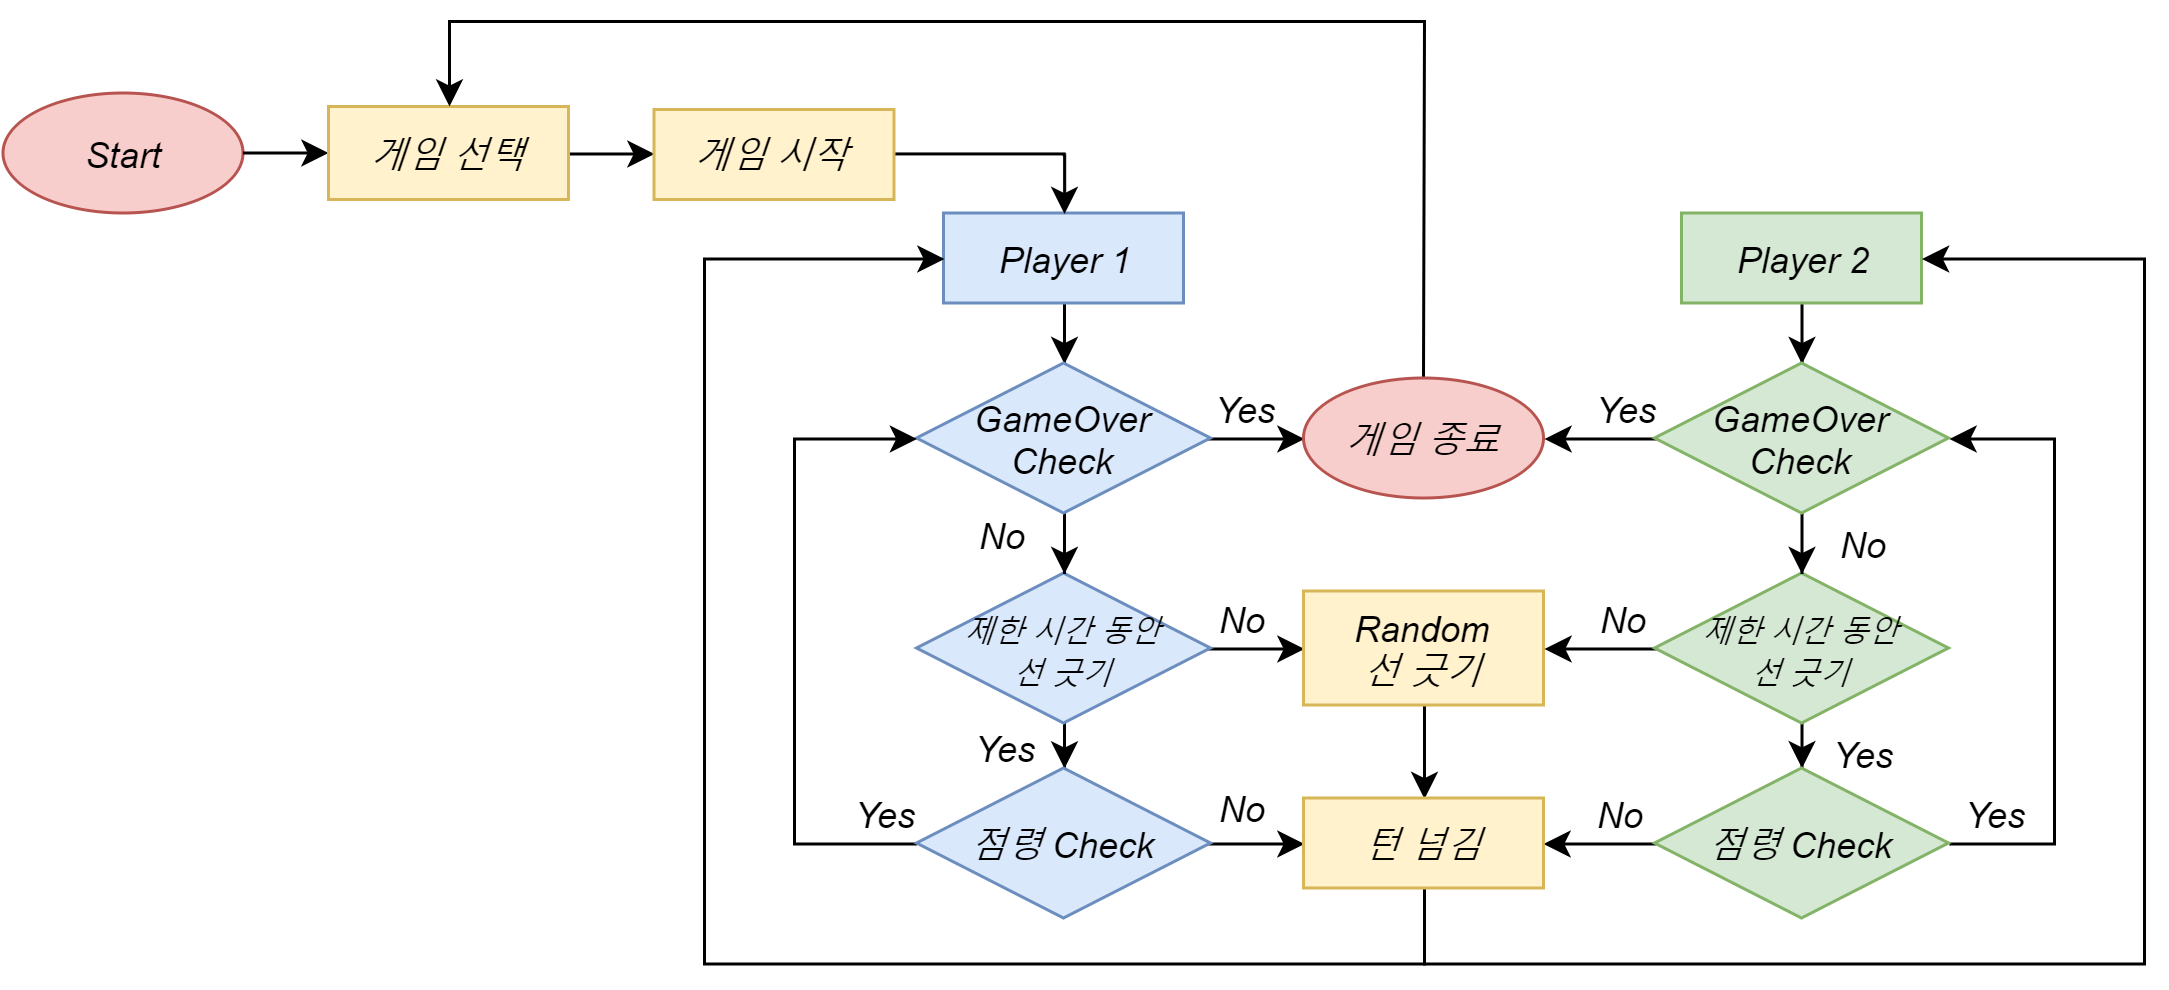 Start
게임 선택
게임 시작
Player 1
Player 2
GameOver
Check
Yes
게임 종료
Yes
GameOver
Check
No
No
제한 시간 동안
선 긋기
No
Random
선 긋기
No
제한 시간 동안
선 긋기
Yes
Yes
Yes
점령 Check
No
턴 넘김
No
점령 Check
Yes